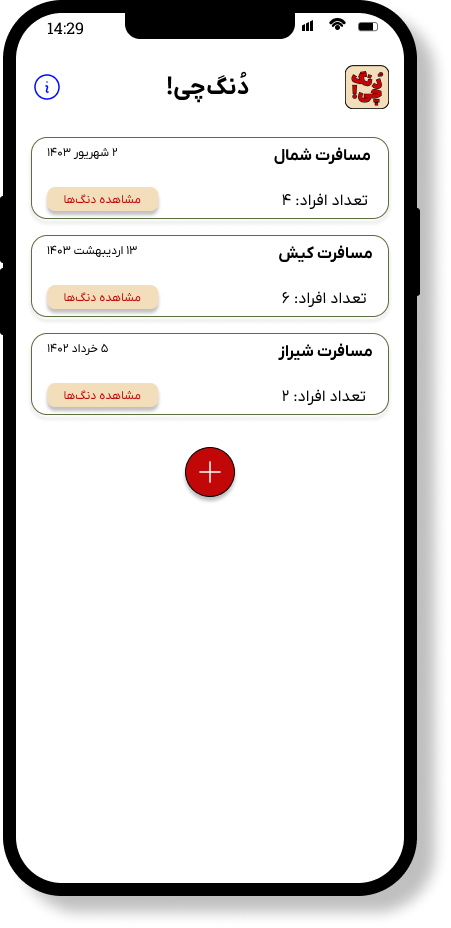 14:29
دُنگ‌چی!
دُنگ
چی!
مسافرت شمال
۲ شهریور ۱۴۰۳
تعداد افراد: ۴
مشاهده دنگ‌ها
مسافرت کیش
۱۳ اردیبهشت ۱۴۰۳
تعداد افراد: ۶
مشاهده دنگ‌ها
مسافرت شیراز
۵ خرداد ۱۴۰۲
تعداد افراد: ۲
مشاهده دنگ‌ها